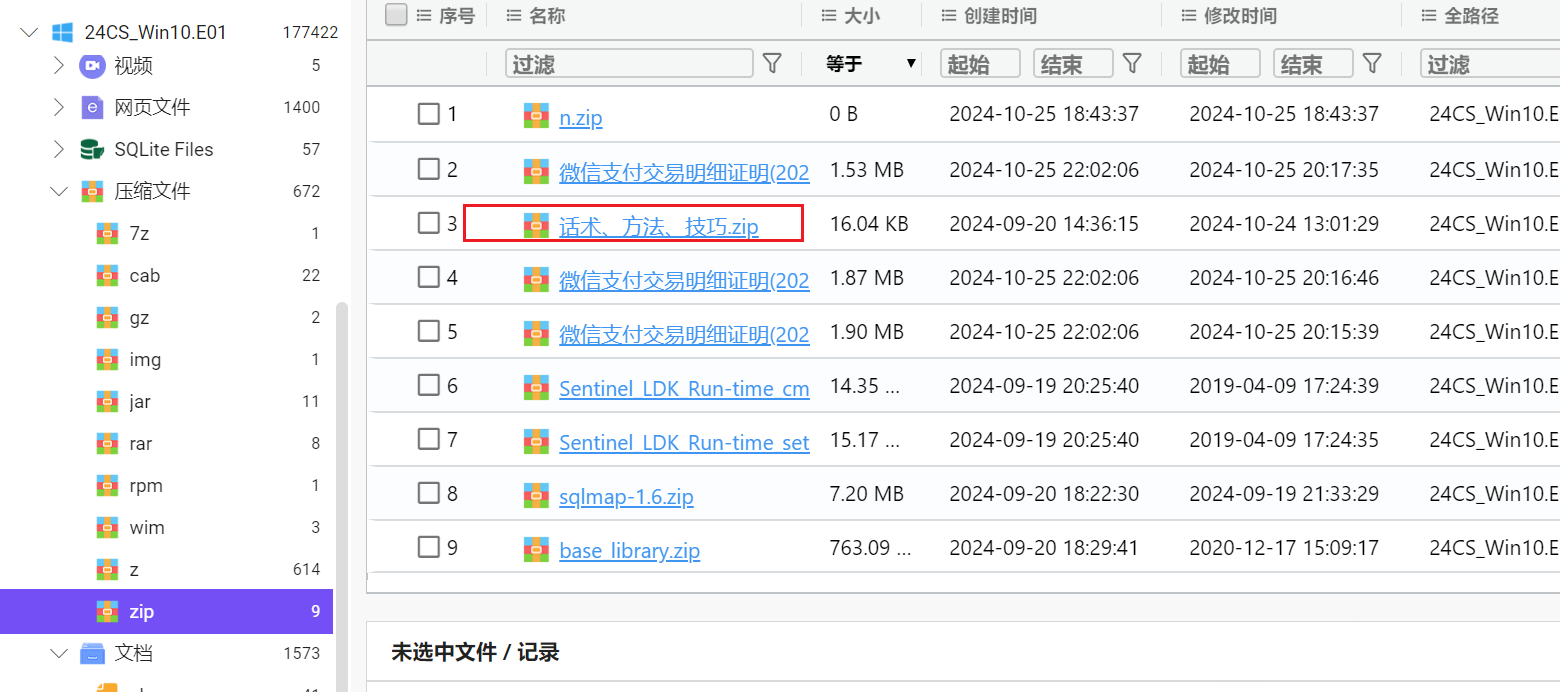 24CS_Win10.E01 177422
视频 5
网页文件 1400
SQLite Files 57
压缩文件 672
7z 1
cab 22
gz 2
img 1
jar 11
rar 8
rpm 1
wim 3
z 614
zip 9
文档 1573
序号 名称 大小 创建时间 修改时间 全路径
过滤 等于 起始 结束 起始 结束 过滤
1 n.zip 0 B 2024-10-25 18:43:37 2024-10-25 18:43:37 24CS_Win10.E
2 微信支付交易明细证明(202 1.53 MB 2024-10-25 22:02:06 2024-10-25 20:17:35 24CS_Win10.E
3 话术、方法、技巧.zip 16.04 KB 2024-09-20 14:36:15 2024-10-24 13:01:29 24CS_Win10.E
4 微信支付交易明细证明(202 1.87 MB 2024-10-25 22:02:06 2024-10-25 20:16:46 24CS_Win10.E
5 微信支付交易明细证明(202 1.90 MB 2024-10-25 22:02:06 2024-10-25 20:15:39 24CS_Win10.E
6 Sentinel_LDK_Run-time_cm 14.35 ... 2024-09-19 20:25:40 2019-04-09 17:24:39 24CS_Win10.E
7 Sentinel_LDK_Run-time_set 15.17 ... 2024-09-19 20:25:40 2019-04-09 17:24:35 24CS_Win10.E
8 sqlmap-1.6.zip 7.20 MB 2024-09-20 18:22:30 2024-09-19 21:33:29 24CS_Win10.E
9 base_library.zip 763.09 ... 2024-09-20 18:29:41 2020-12-17 15:09:17 24CS_Win10.E
未选中文件 / 记录